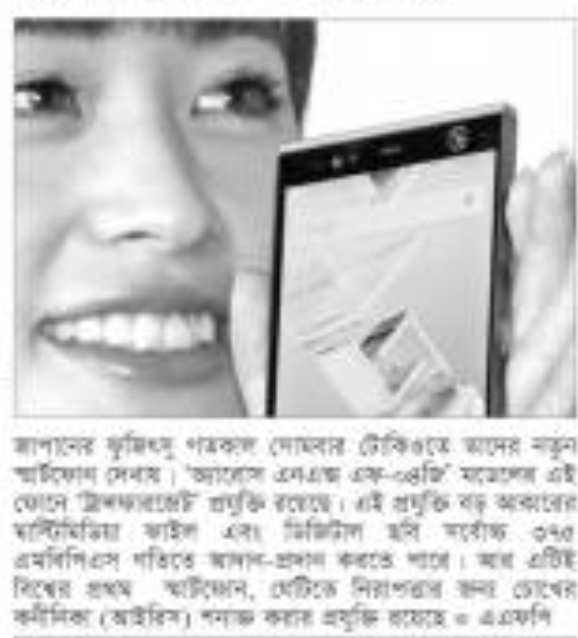 জাপানের ফুজিৎসু গতকাল সোমবার টোকিওতে তাদের নতুন
স্মার্টফোন দেখায়। 'অ্যারোস এনএক্স এফ-০৪জি' মডেলের এই
ফোনে 'ট্রান্সফারজেট' প্রযুক্তি রয়েছে। এই প্রযুক্তি বড় আকারের
মাল্টিমিডিয়া ফাইল এবং ডিজিটাল ছবি সর্বোচ্চ ৩৭৫
এমবিপিএস গতিতে আদান-প্রদান করতে পারে। আর এটিই
বিশ্বের প্রথম স্মার্টফোন, যেটিতে নিরাপত্তার জন্য চোখের
কনীনিকা (আইরিস) শনাক্ত করার প্রযুক্তি রয়েছে ● এএফপি